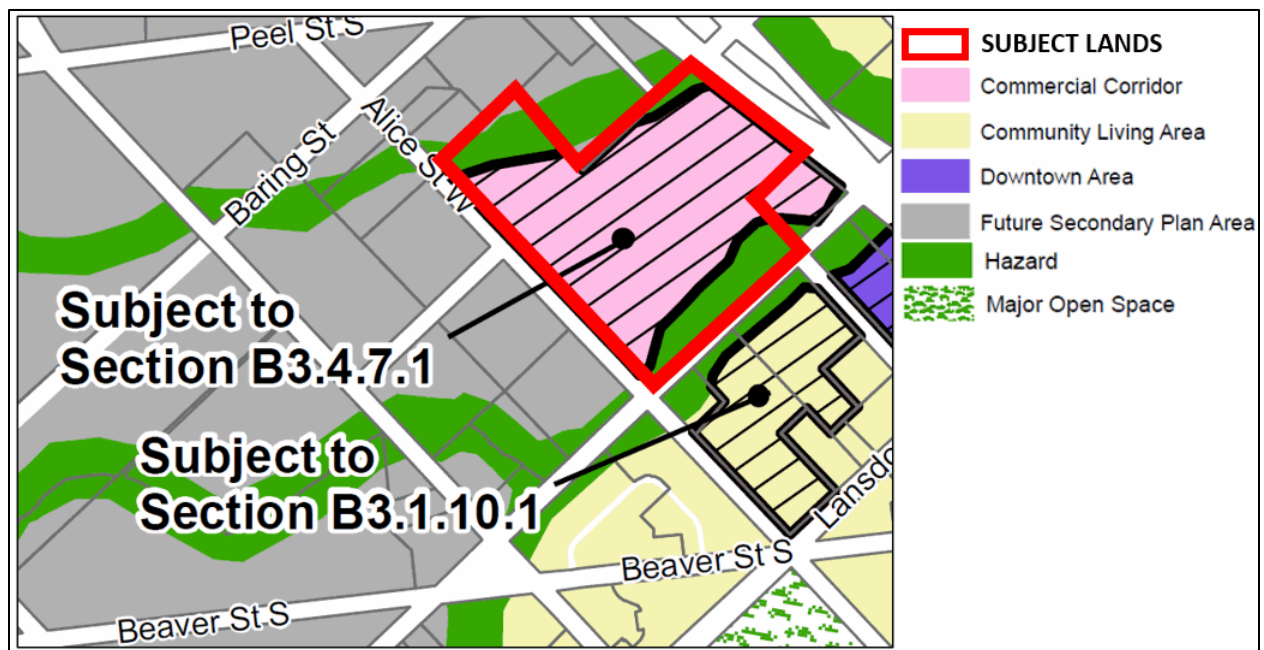 Peel St S
Alice St W
Baring St
Subject to
Section B3.4.7.1
Subject to
Section B3.1.10.1
Lansdo
Beaver St S
Beaver St S
SUBJECT LANDS
Commercial Corridor
Community Living Area
Downtown Area
Future Secondary Plan Area
Hazard
Major Open Space